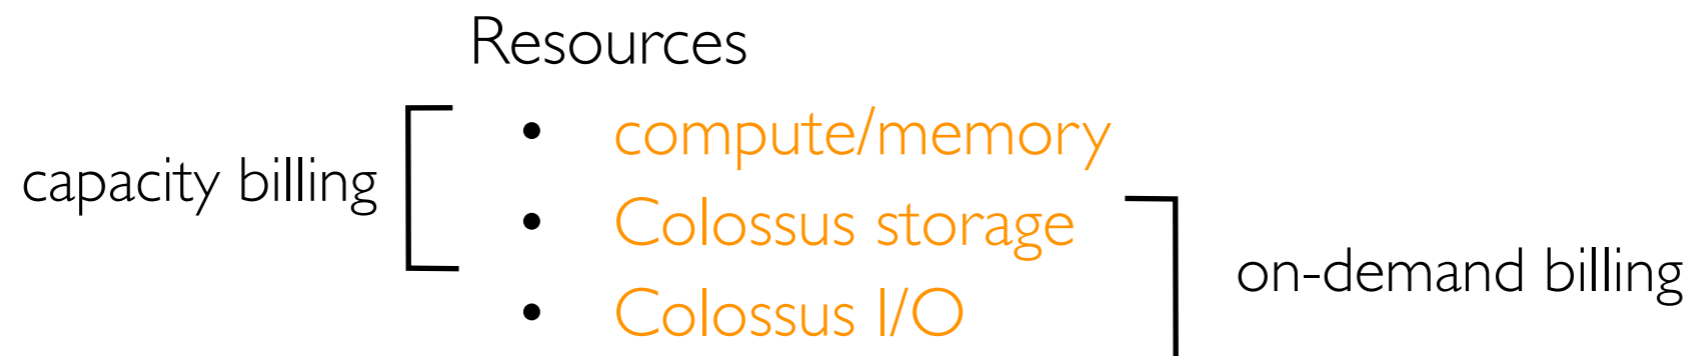 Resources
• compute/memory
capacity billing
• Colossus storage
on-demand billing
• Colossus I/O